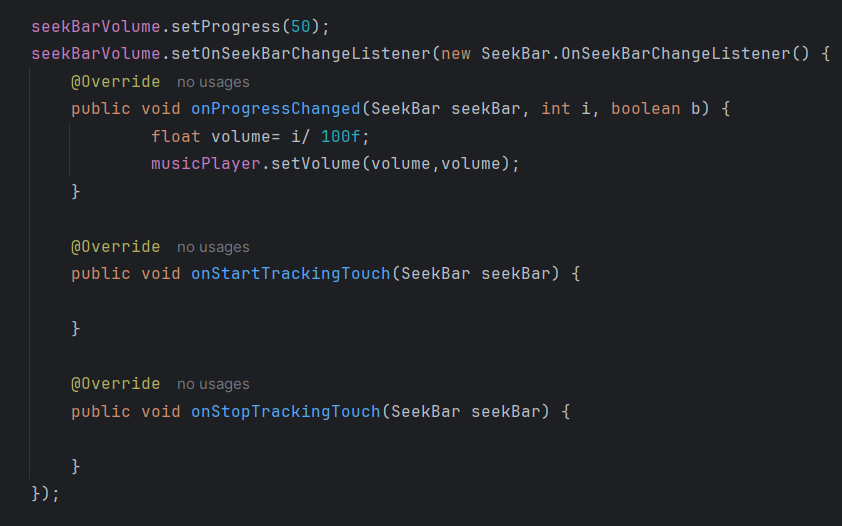 seekBarVolume.setProgress(50);
seekBarVolume.setOnSeekBarChangeListener(new SeekBar.OnSeekBarChangeListener() {
@Override no usages
public void onProgressChanged(SeekBar seekBar, int i, boolean b) {
float volume= i/ 100f;
musicPlayer.setVolume(volume,volume);
}
@Override no usages
public void onStartTrackingTouch(SeekBar seekBar) {
}
@Override no usages
public void onStopTrackingTouch(SeekBar seekBar) {
}
});